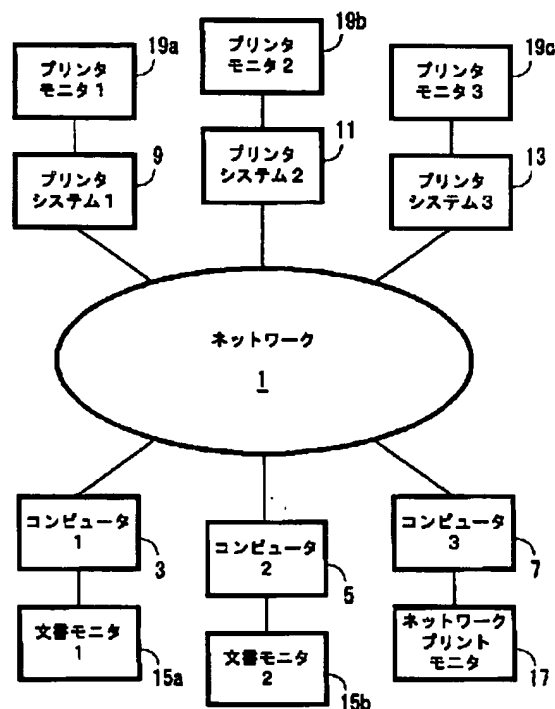 19a
プリンタ
モニタ1
19b
プリンタ
モニタ2
19c
プリンタ
モニタ3
9
プリンタ
システム1
11
プリンタ
システム2
13
プリンタ
システム3
ネットワーク
1
コンピュータ
1
3
コンピュータ
2
5
コンピュータ
3
7
文書モニタ
1
15a
文書モニタ
2
15b
ネットワーク
プリント
モニタ
17